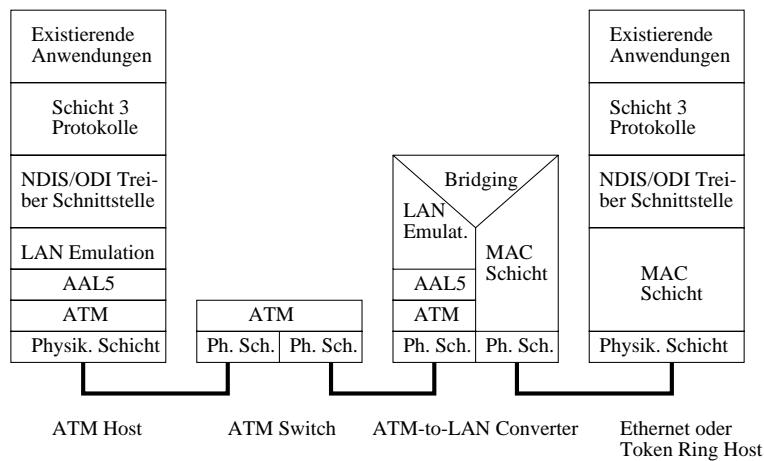 Existierende
Anwendungen
Schicht 3
Protokolle
NDIS/ODI Trei-
ber Schnittstelle
LAN Emulation
AAL5
ATM
Physik. Schicht
ATM Host
ATM
Ph. Sch.
Ph. Sch.
ATM Switch
Bridging
LAN
Emulat.
MAC
Schicht
AAL5
ATM
Ph. Sch.
Ph. Sch.
ATM-to-LAN Converter
Existierende
Anwendungen
Schicht 3
Protokolle
NDIS/ODI Trei-
ber Schnittstelle
MAC
Schicht
Physik. Schicht
Ethernet oder
Token Ring Host